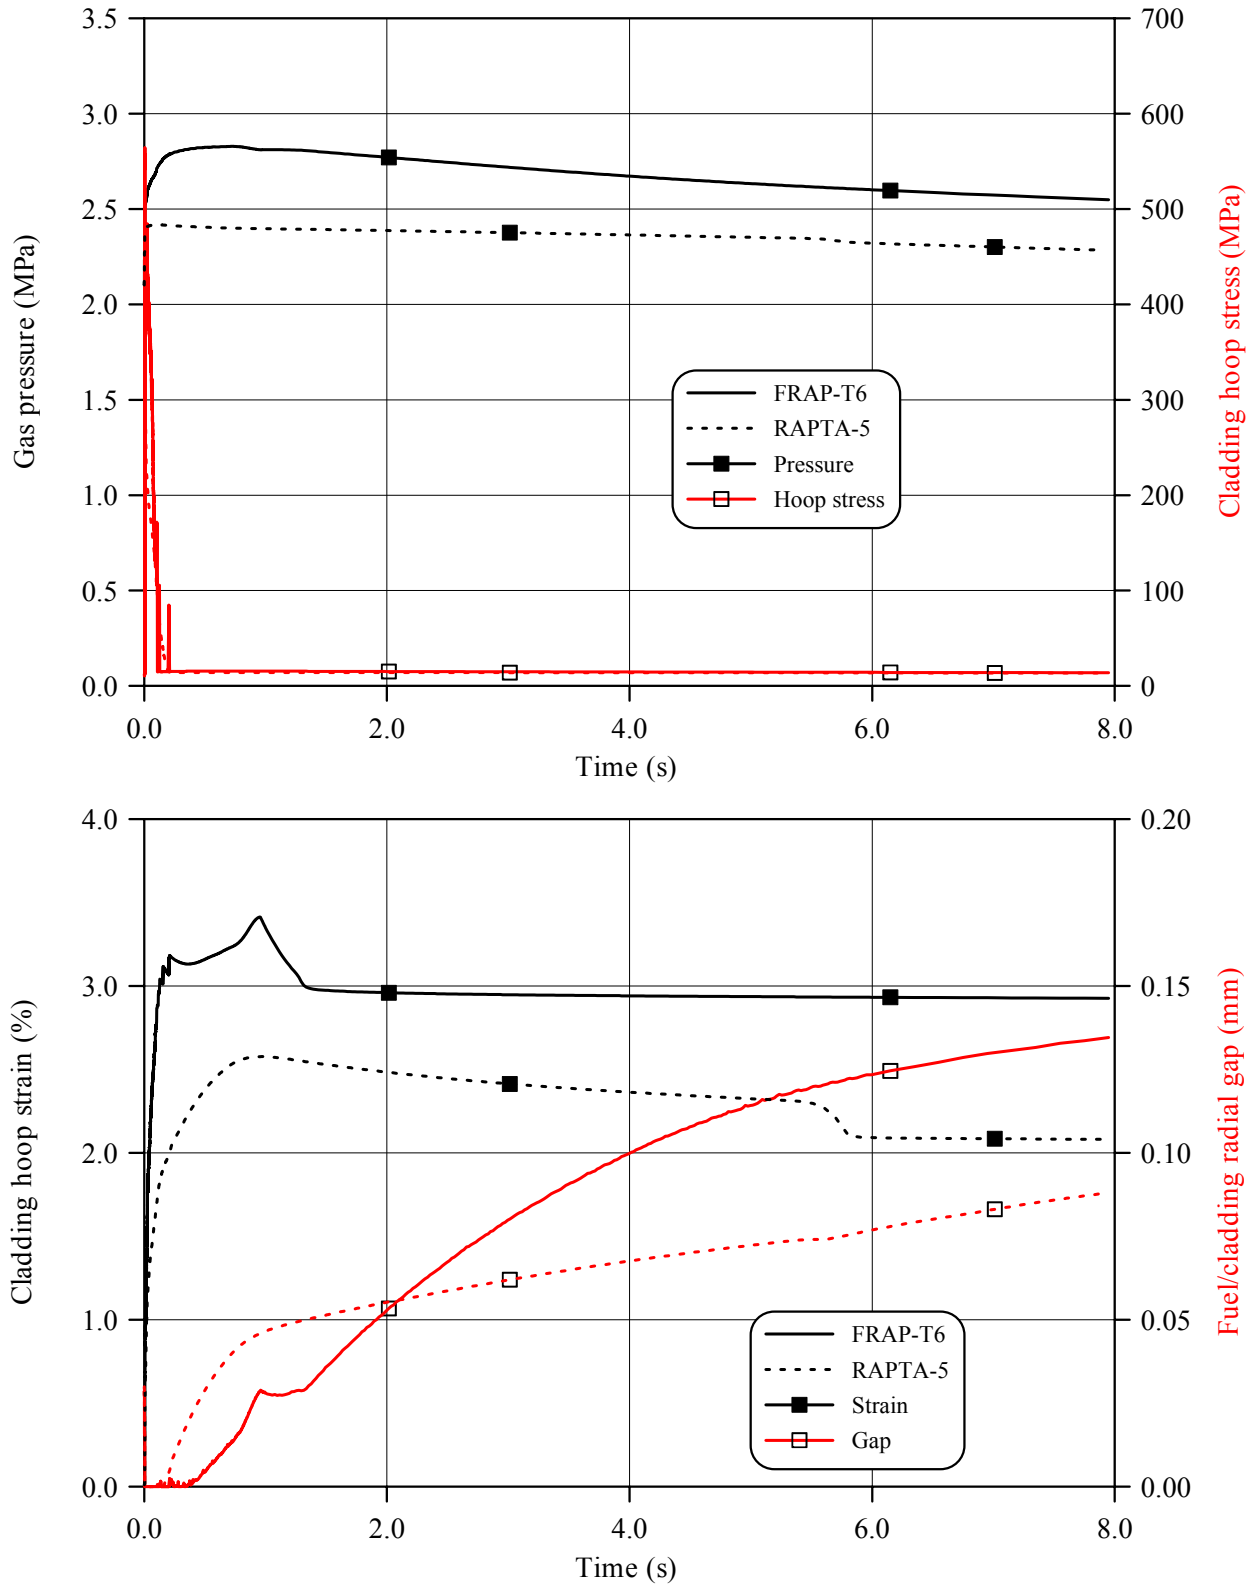 3.5
3.0
2.5
2.0
1.5
1.0
0.5
0.0
Gas pressure (MPa)
700
600
500
400
300
200
100
0
Cladding hoop stress (MPa)
FRAP-T6
RAPTA-5
Pressure
Hoop stress
0.0 2.0 4.0 6.0 8.0
Time (s)
4.0
3.0
2.0
1.0
0.0
Cladding hoop strain (%)
0.20
0.15
0.10
0.05
0.00
Fuel/cladding radial gap (mm)
FRAP-T6
RAPTA-5
Strain
Gap
0.0 2.0 4.0 6.0 8.0
Time (s)